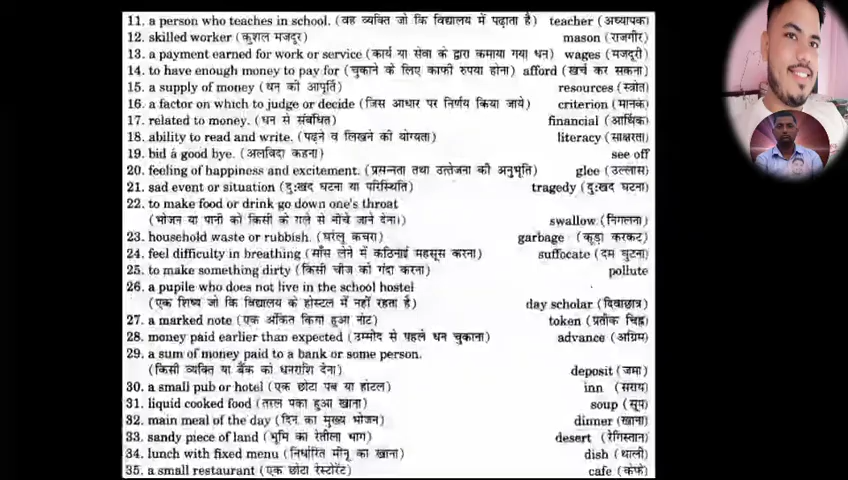 11. a person who teaches in school. (वह व्यक्ति जो कि विद्यालय में पढ़ाता है) teacher (अध्यापक)
12. skilled worker (कुशल मजदूर) mason (राजगीर)
13. a payment earned for work or service (कार्य या सेवा के द्वारा कमाया गया धन) wages (मजदूरी)
14. to have enough money to pay for (चुकाने के लिए काफी रुपया होना) afford (खर्च कर सकना)
15. a supply of money (धन की आपूर्ति) resources (स्त्रोत)
16. a factor on which to judge or decide (जिस आधार पर निर्णय किया जाये) criterion (मानक)
17. related to money. (धन से संबंधित) financial (आर्थिक)
18. ability to read and write. (पढ़ने व लिखने की योग्यता) literacy (साक्षरता)
19. bid a good bye. (अलविदा कहना) see off
20. feeling of happiness and excitement. (प्रसन्नता तथा उत्तेजना की अनुभूति) glee (उल्लास)
21. sad event or situation (दुःखद घटना या परिस्थिति) tragedy (दुःखद घटना)
22. to make food or drink go down one's throat
(भोजन या पानी को किसी के गले से नीचे जाने देना।) swallow (निगलना)
23. household waste or rubbish. (घरेलू कचरा) garbage (कूड़ा करकट)
24. feel difficulty in breathing (साँस लेने में कठिनाई महसूस करना) suffocate (दम घुटना)
25. to make something dirty (किसी चीज को गंदा करना) pollute
26. a pupile who does not live in the school hostel
(एक शिष्य जो कि विद्यालय के होस्टल में नहीं रहता है) day scholar (दिवाछात्र)
27. a marked note (एक अंकित किया हुआ नोट) token (प्रतीक चिह्न)
28. money paid earlier than expected (उम्मीद से पहले धन चुकाना) advance (अग्रिम)
29. a sum of money paid to a bank or some person.
(किसी व्यक्ति या बैंक को धनराशि देना) deposit (जमा)
30. a small pub or hotel (एक छोटा पब या होटल) inn (सराय)
31. liquid cooked food (तरल पका हुआ खाना) soup (सूप)
32. main meal of the day (दिन का मुख्य भोजन) dinner (खाना)
33. sandy piece of land (भूमि का रेतीला भाग) desert (रेगिस्तान)
34. lunch with fixed menu (निर्धारित मीनू का खाना) dish (थाली)
35. a small restaurant (एक छोटा रेस्टोरेंट) cafe (केफे)